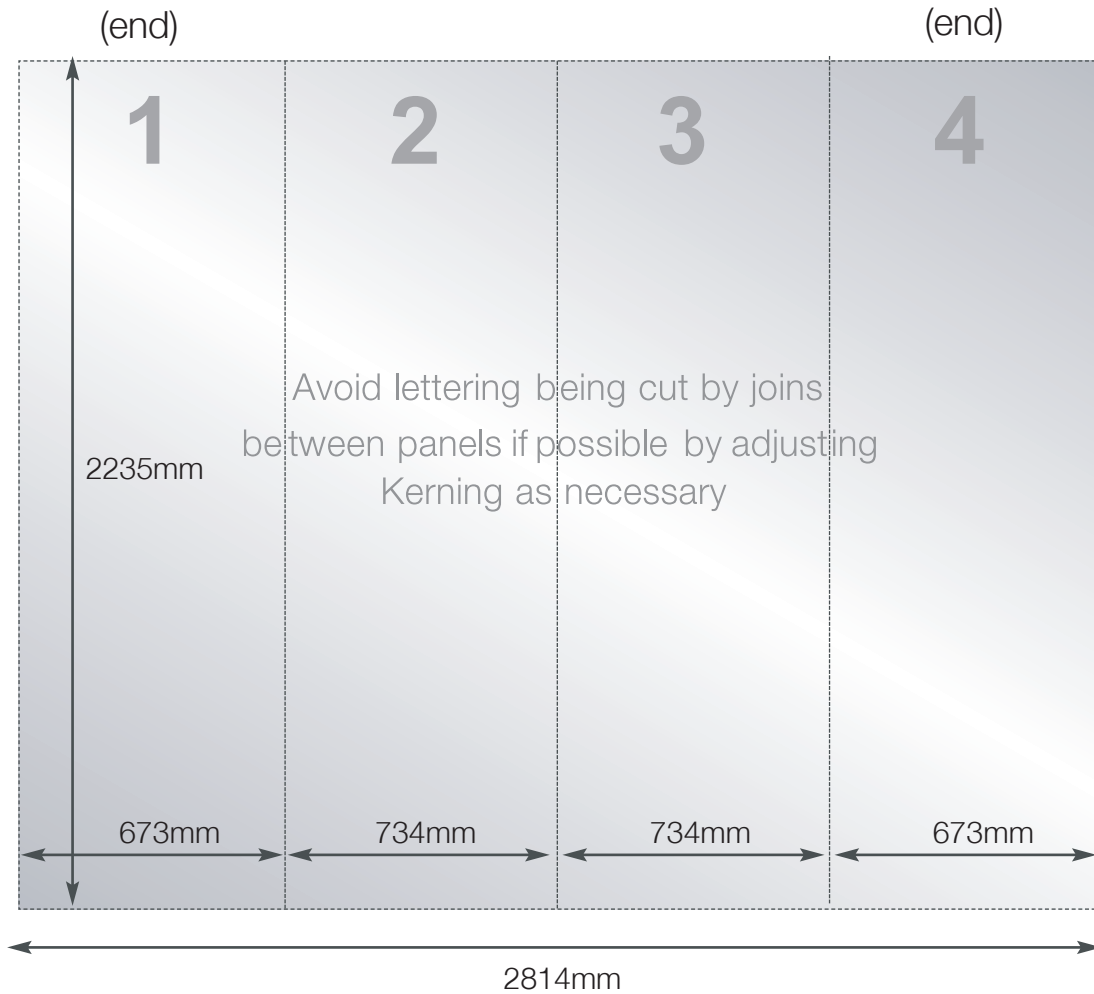 (end) (end)
1 2 3 4
Avoid lettering being cut by joins
between panels if possible by adjusting
2235mm
Kerning as necessary
673mm 734mm 734mm 673mm
2814mm